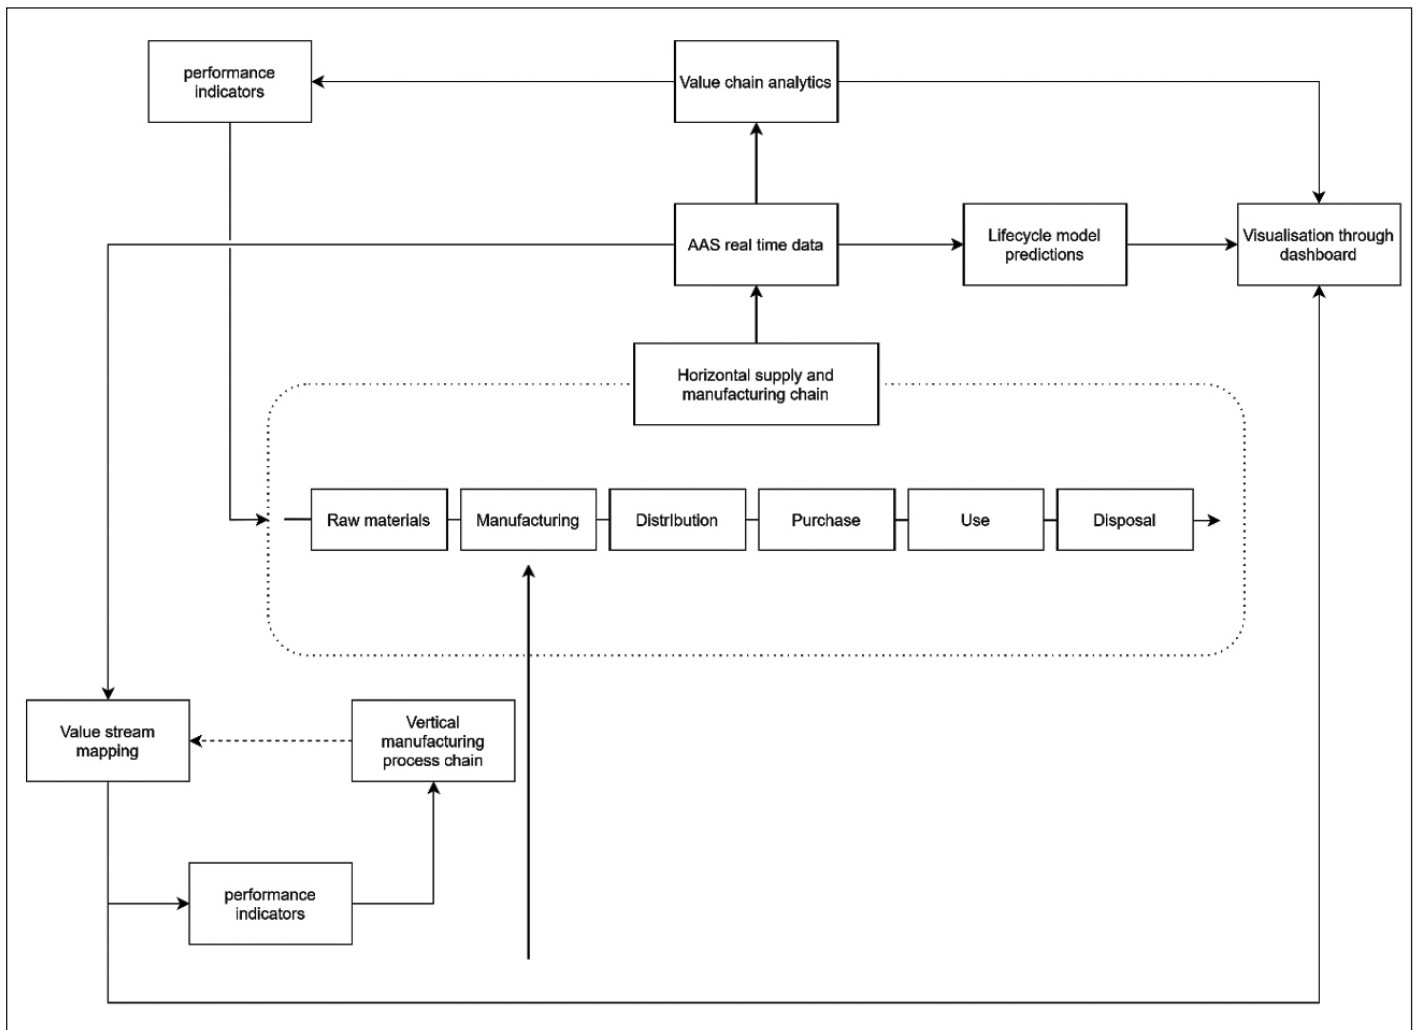 performance
indicators
Value chain analytics
AAS real time data
Lifecycle model
predictions
Visualisation through
dashboard
Horizontal supply and
manufacturing chain
Raw materials
Manufacturing
Distribution
Purchase
Use
Disposal
Value stream
mapping
Vertical
manufacturing
process chain
performance
indicators